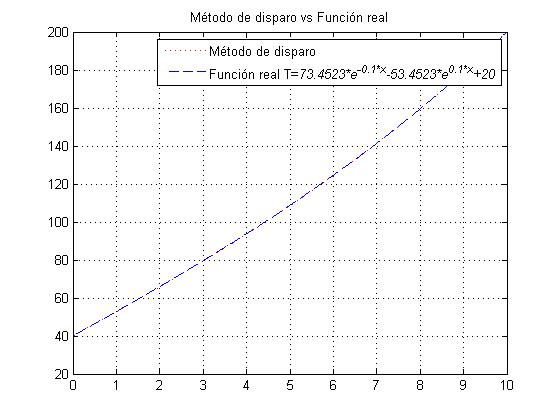 Método de disparo vs Función real
200
180
160
140
120
100
80
60
40
20
Método de disparo
Función real T=73.4523*e^-0.1*x-53.4523*e^0.1*x+20
0 1 2 3 4 5 6 7 8 9 10